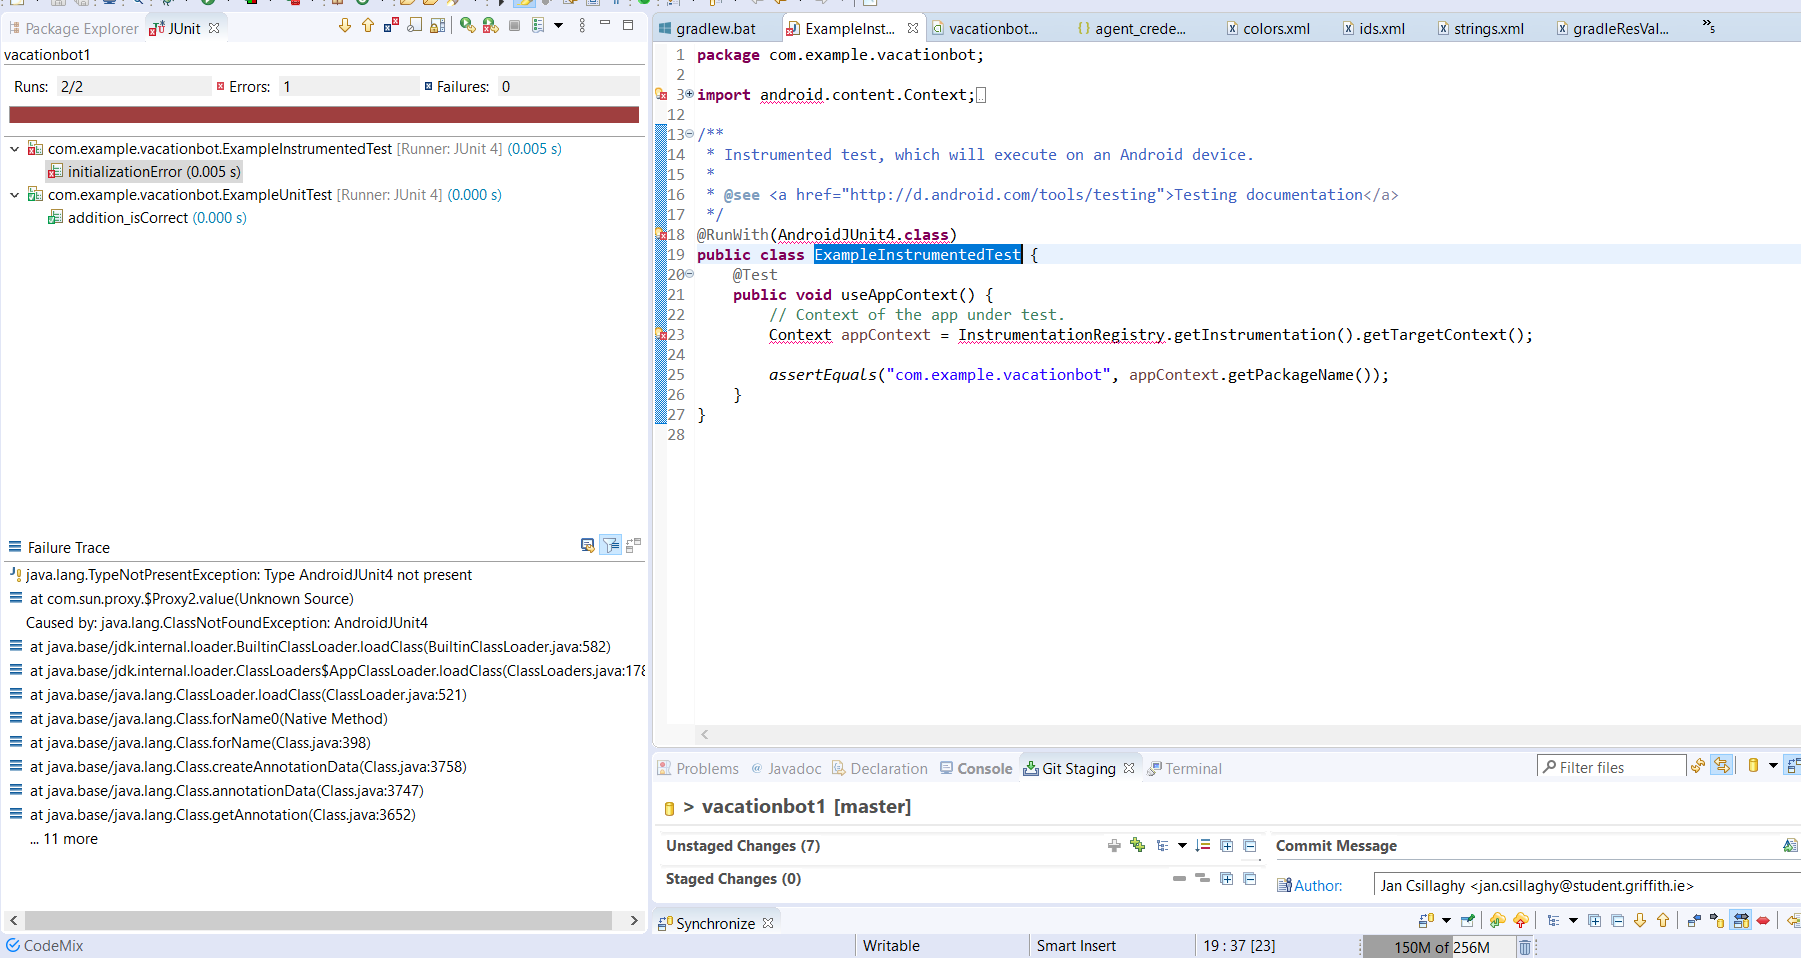 Package Explorer
JUnit
vacationbot1
Runs: 2/2
Errors: 1
Failures: 0
com.example.vacationbot.ExampleInstrumentedTest [Runner: JUnit 4] (0.005 s)
initializationError (0.005 s)
com.example.vacationbot.ExampleUnitTest [Runner: JUnit 4] (0.000 s)
addition_isCorrect (0.000 s)
Failure Trace
java.lang.TypeNotPresentException: Type AndroidJUnit4 not present
at com.sun.proxy.$Proxy2.value(Unknown Source)
Caused by: java.lang.ClassNotFoundException: AndroidJUnit4
at java.base/jdk.internal.loader.BuiltinClassLoader.loadClass(BuiltinClassLoader.java:582)
at java.base/jdk.internal.loader.ClassLoaders$AppClassLoader.loadClass(ClassLoaders.java:178
at java.base/java.lang.ClassLoader.loadClass(ClassLoader.java:521)
at java.base/java.lang.Class.forName0(Native Method)
at java.base/java.lang.Class.forName(Class.java:398)
at java.base/java.lang.Class.createAnnotationData(Class.java:3758)
at java.base/java.lang.Class.annotationData(Class.java:3747)
at java.base/java.lang.Class.getAnnotation(Class.java:3652)
... 11 more
gradlew.bat
ExampleInst...
vacationbot...
agent_crede...
colors.xml
ids.xml
strings.xml
gradleResVal...
»5
1 package com.example.vacationbot;
2
3 import android.content.Context;
12
13 /**
14 * Instrumented test, which will execute on an Android device.
15 *
16 * @see <a href="http://d.android.com/tools/testing">Testing documentation</a>
17 */
18 @RunWith(AndroidJUnit4.class)
19 public class ExampleInstrumentedTest {
20 @Test
21 public void useAppContext() {
22 // Context of the app under test.
23 Context appContext = InstrumentationRegistry.getInstrumentation().getTargetContext();
24
25 assertEquals("com.example.vacationbot", appContext.getPackageName());
26 }
27 }
28
Problems
@ Javadoc
Declaration
Console
Git Staging
Terminal
Filter files
> vacationbot1 [master]
Unstaged Changes (7)
Staged Changes (0)
Commit Message
Author: Jan Csillaghy <jan.csillaghy@student.griffith.ie>
Synchronize
CodeMix
Writable
Smart Insert
19 : 37 [23]
150M of 256M